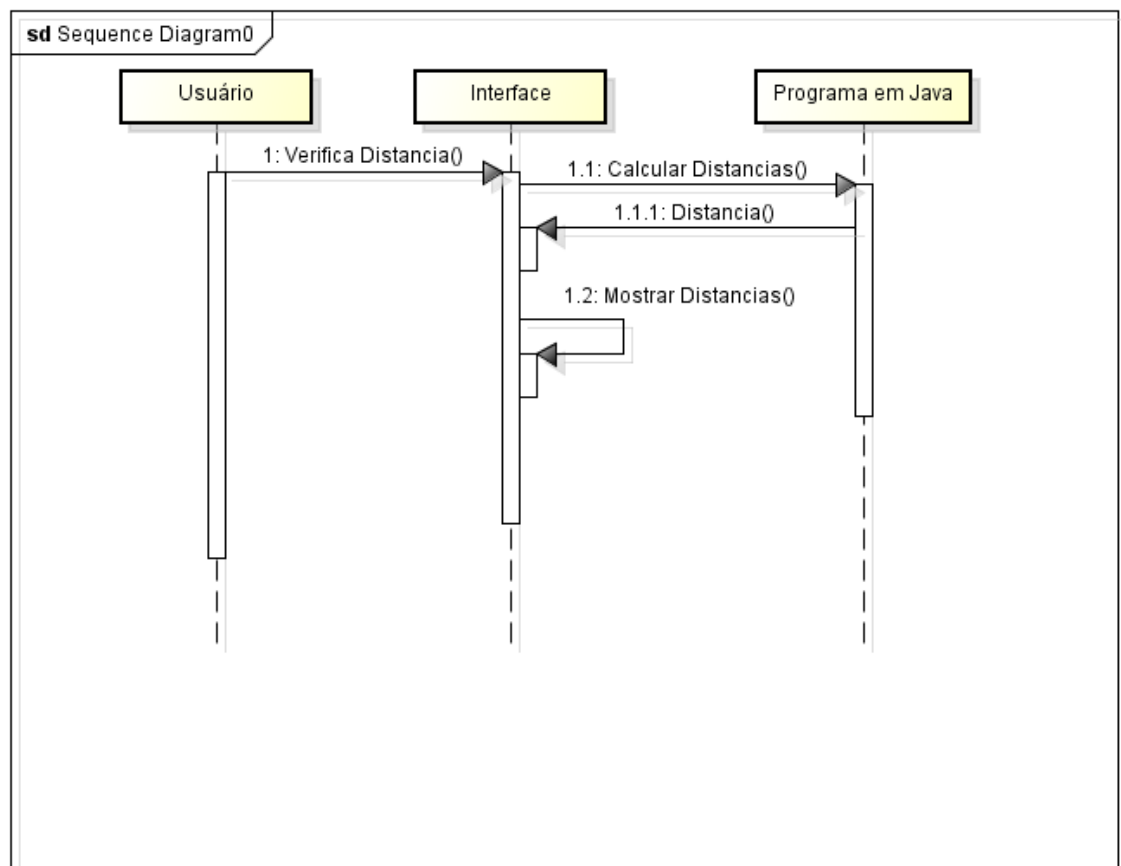 sd Sequence Diagram0
Usuário
Interface
Programa em Java
1: Verifica Distancia()
1.1: Calcular Distancias()
1.1.1: Distancia()
1.2: Mostrar Distancias()